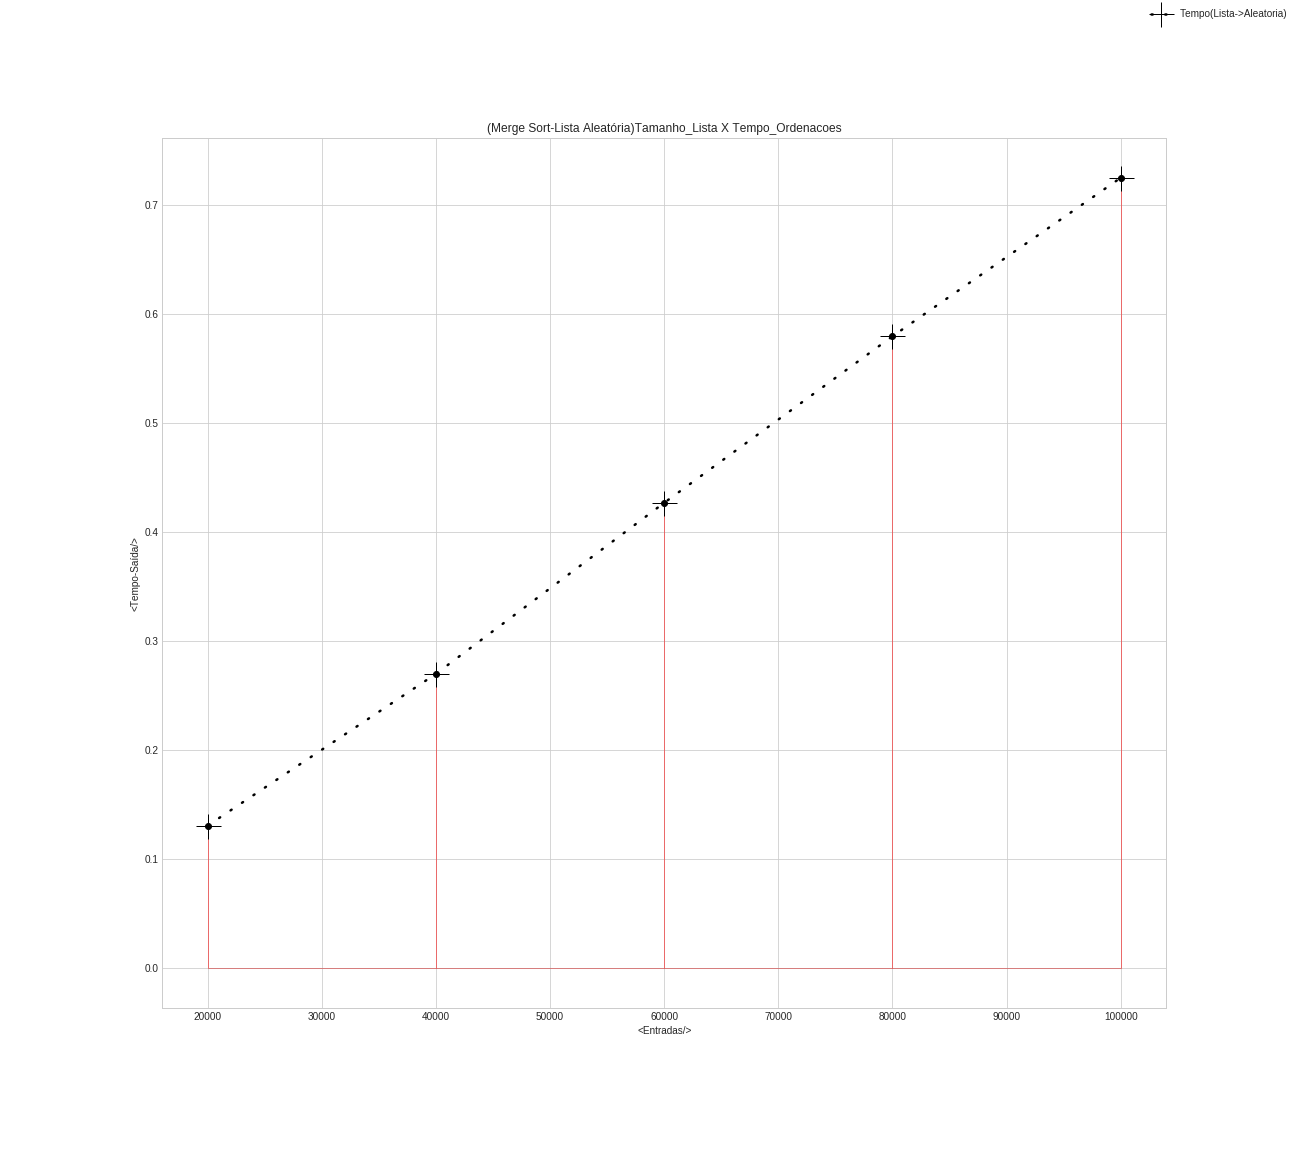 Tempo(Lista->Aleatoria)
(Merge Sort-Lista Aleatória)Tamanho_Lista X Tempo_Ordenacoes
0.7
0.6
0.5
0.4
0.3
0.2
0.1
0.0
<Tempo-Saída/>
20000 30000 40000 50000 60000 70000 80000 90000 100000
<Entradas/>